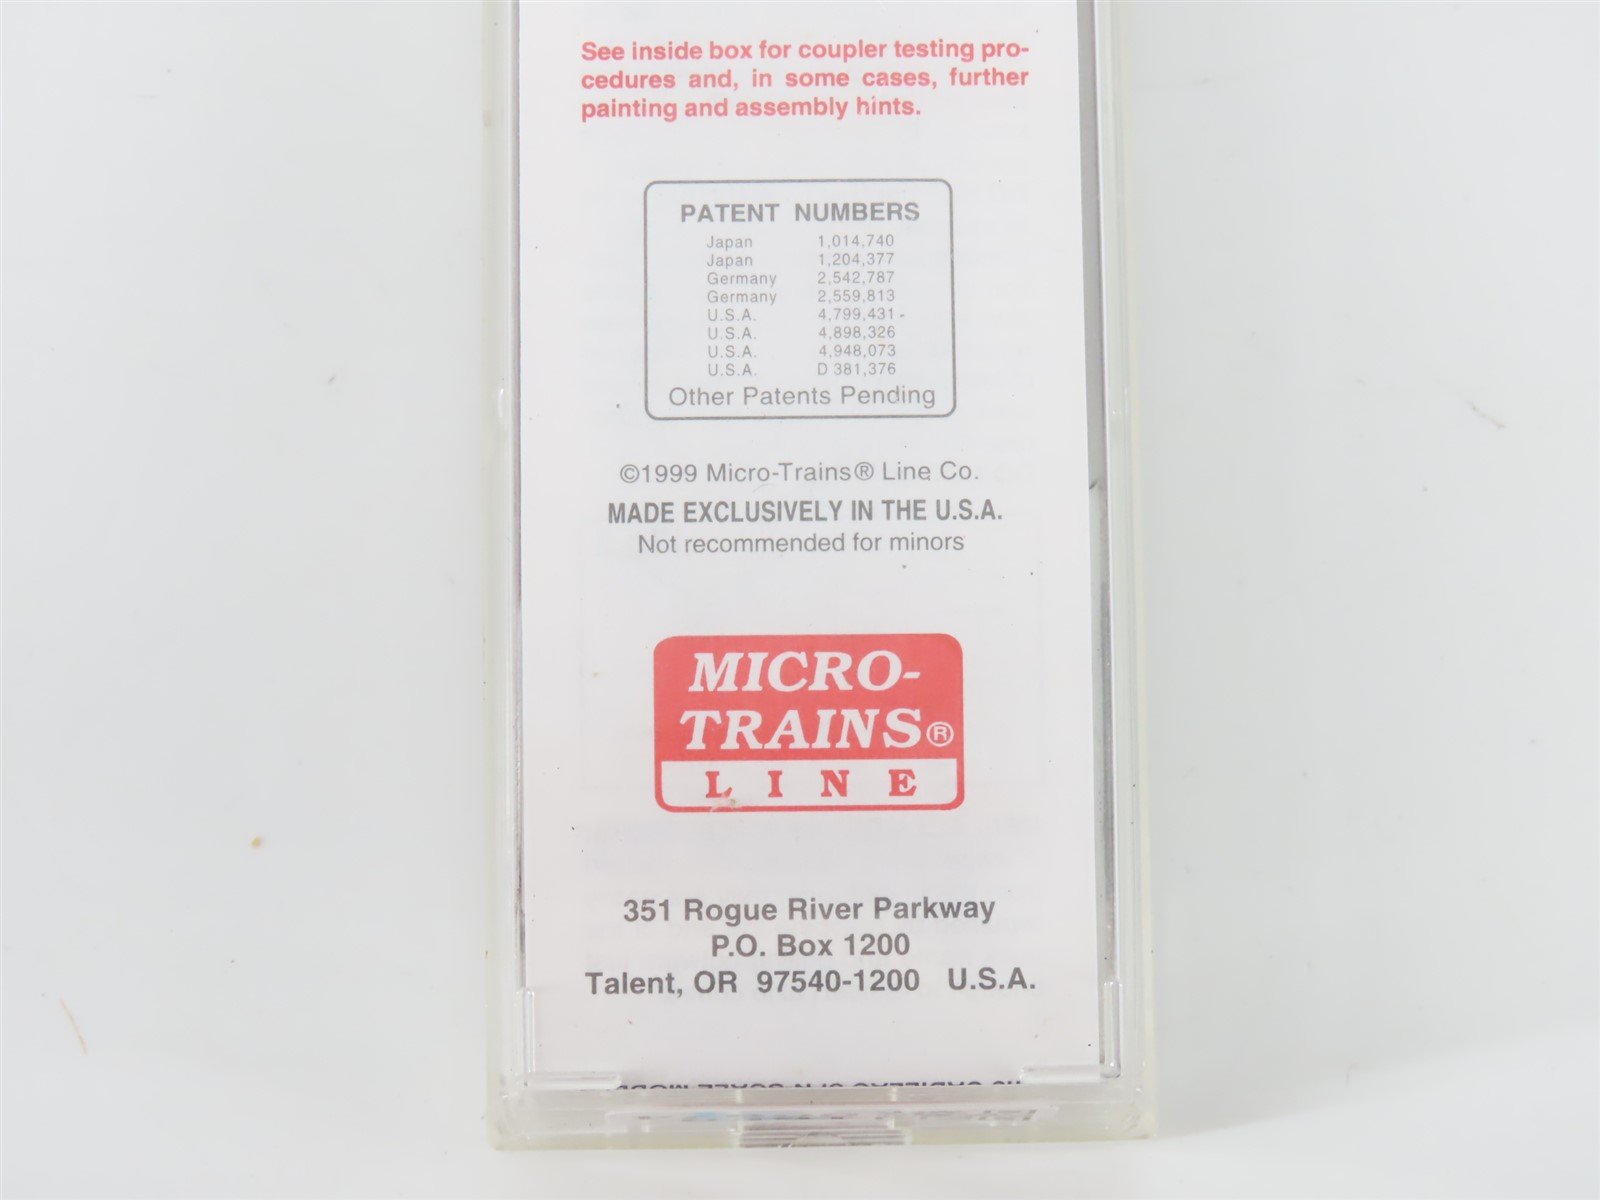 See inside box for coupler testing pro-
cedures and, in some cases, further
painting and assembly hints.
PATENT NUMBERS
Japan 1,014,740
Japan 1,204,377
Germany 2,542,787
Germany 2,559,813
U.S.A. 4,799,431
U.S.A. 4,898,326
U.S.A. 4,948,073
U.S.A. D 381,376
Other Patents Pending
©1999 Micro-Trains® Line Co.
MADE EXCLUSIVELY IN THE U.S.A.
Not recommended for minors
MICRO-
TRAINS®
LINE
351 Rogue River Parkway
P.O. Box 1200
Talent, OR 97540-1200 U.S.A.